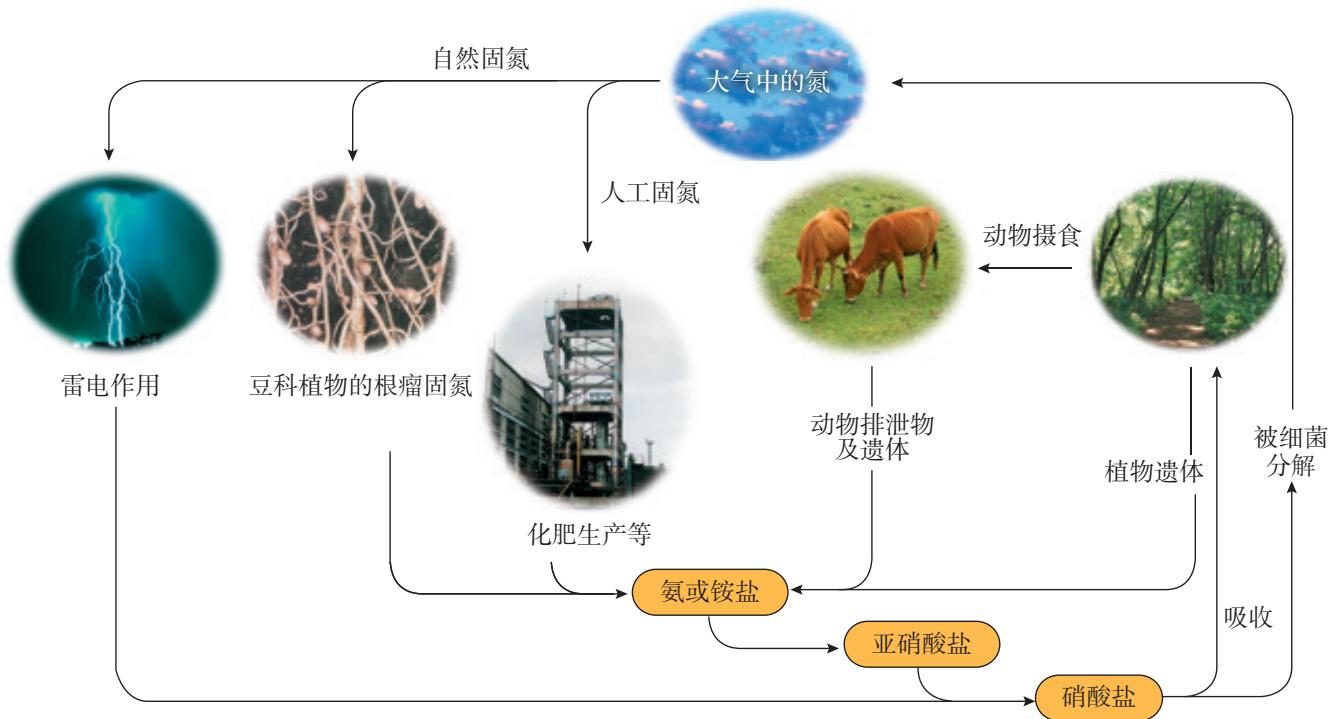 自然固氮
大气中的氮
人工固氮
动物摄食
雷电作用
豆科植物的根瘤固氮
动物排泄物
及遗体
植物遗体
被细菌
分解
化肥生产等
氨或铵盐
吸收
亚硝酸盐
硝酸盐